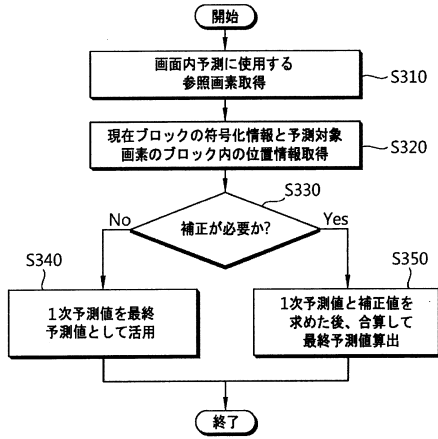 開始
画面内予測に使用する
参照画素取得
S310
現在ブロックの符号化情報と予測対象
画素のブロック内の位置情報取得
S320
S330
補正が必要か?
No
Yes
S340
1次予測値を最終
予測値として活用
S350
1次予測値と補正値を
求めた後、合算して
最終予測値算出
終了